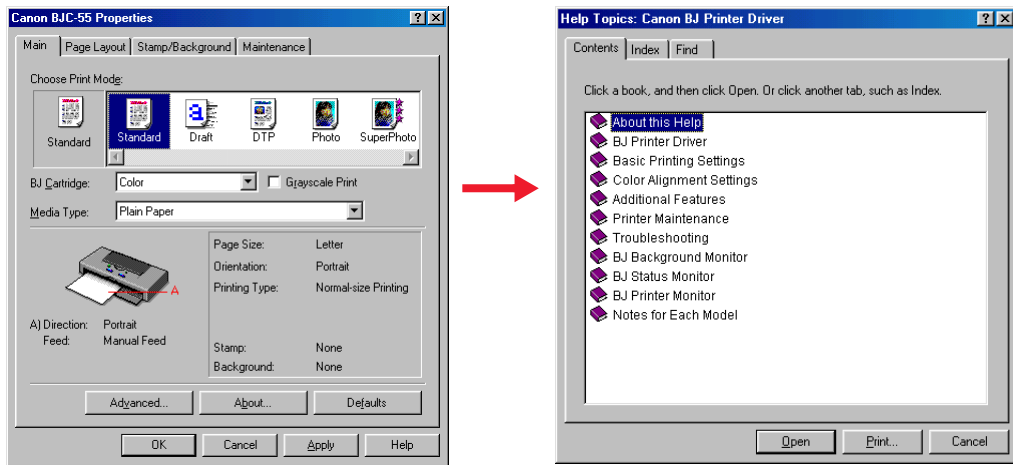 Canon BJC-55 Properties
Main Page Layout Stamp/Background Maintenance
Choose Print Mode:
Standard
Standard Draft DTP Photo SuperPhoto
BJ Cartridge: Color Grayscale Print
Media Type: Plain Paper
A
Page Size: Letter
Orientation: Portrait
Printing Type: Normal-size Printing
A) Direction: Portrait
Feed: Manual Feed
Stamp: None
Background: None
Advanced... About... Defaults
OK Cancel Apply Help
Help Topics: Canon BJ Printer Driver
Contents Index Find
Click a book, and then click Open. Or click another tab, such as Index.
About this Help
BJ Printer Driver
Basic Printing Settings
Color Alignment Settings
Additional Features
Printer Maintenance
Troubleshooting
BJ Background Monitor
BJ Status Monitor
BJ Printer Monitor
Notes for Each Model
Open Print... Cancel